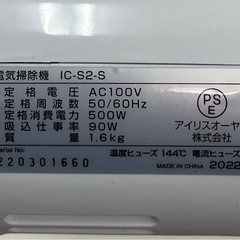 電気掃除機 IC-S2-S
定格電圧 AC100V
定格周波数 50/60Hz
定格消費電力 500W
吸込仕事率 90W
質量 1.6kg
PS
E
アイリスオーヤ
株式会社
温度ヒューズ 144℃ 電流ヒューズ
220301660
MADE IN CHINA 2022